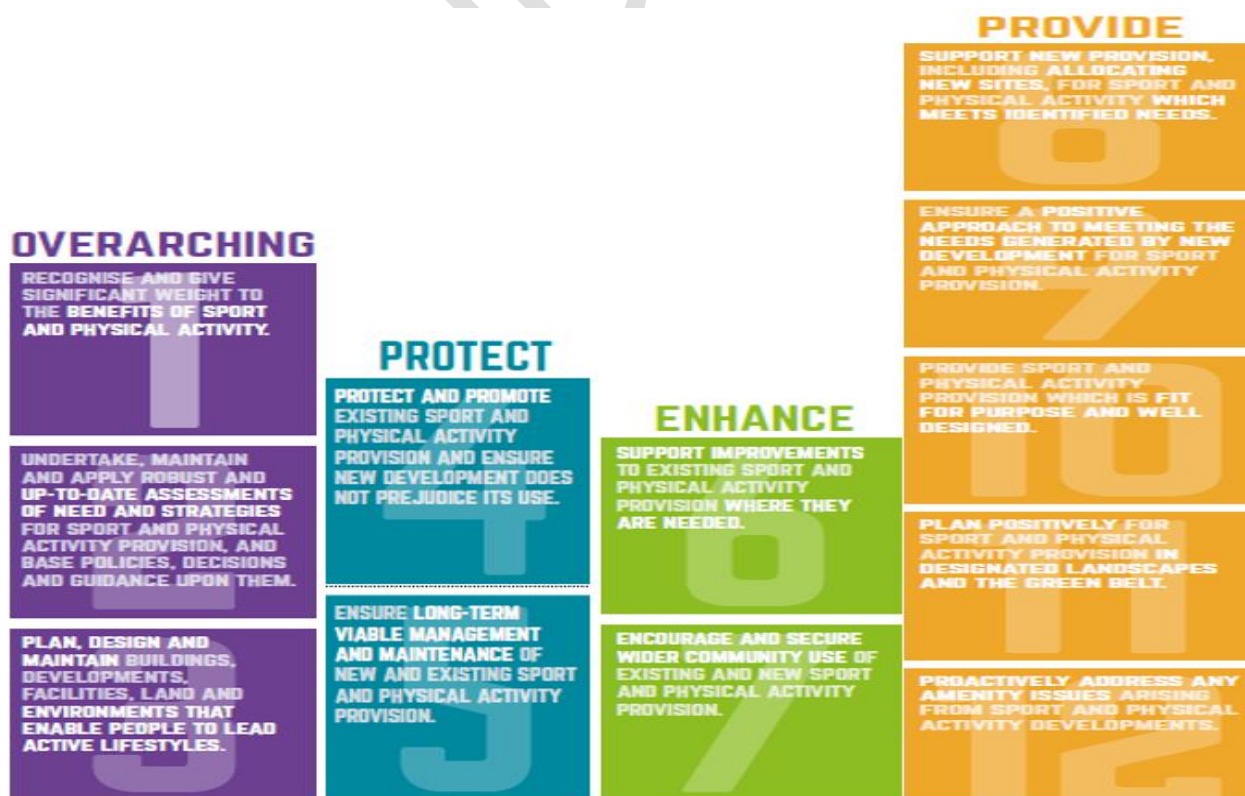 OVERARCHING
1
RECOGNISE AND GIVE
SIGNIFICANT WEIGHT TO
THE BENEFITS OF SPORT
AND PHYSICAL ACTIVITY.
2
UNDERTAKE, MAINTAIN
AND APPLY ROBUST AND
UP-TO-DATE ASSESSMENTS
OF NEED AND STRATEGIES
FOR SPORT AND PHYSICAL
ACTIVITY PROVISION, AND
BASE POLICIES, DECISIONS
AND GUIDANCE UPON THEM.
3
PLAN, DESIGN AND
MAINTAIN BUILDINGS,
DEVELOPMENTS,
FACILITIES, LAND AND
ENVIRONMENTS THAT
ENABLE PEOPLE TO LEAD
ACTIVE LIFESTYLES.
PROTECT
4
PROTECT AND PROMOTE
EXISTING SPORT AND
PHYSICAL ACTIVITY
PROVISION AND ENSURE
NEW DEVELOPMENT DOES
NOT PREJUDICE ITS USE.
5
ENSURE LONG-TERM
VIABLE MANAGEMENT
AND MAINTENANCE OF
NEW AND EXISTING SPORT
AND PHYSICAL ACTIVITY
PROVISION.
ENHANCE
6
SUPPORT IMPROVEMENTS
TO EXISTING SPORT AND
PHYSICAL ACTIVITY
PROVISION WHERE THEY
ARE NEEDED.
7
ENCOURAGE AND SECURE
WIDER COMMUNITY USE OF
EXISTING AND NEW SPORT
AND PHYSICAL ACTIVITY
PROVISION.
PROVIDE
SUPPORT NEW PROVISION,
INCLUDING ALLOCATING
NEW SITES, FOR SPORT AND
PHYSICAL ACTIVITY WHICH
MEETS IDENTIFIED NEEDS.
ENSURE A POSITIVE
APPROACH TO MEETING THE
NEEDS GENERATED BY NEW
DEVELOPMENT FOR SPORT
AND PHYSICAL ACTIVITY
PROVISION.
10
PROVIDE SPORT AND
PHYSICAL ACTIVITY
PROVISION WHICH IS FIT
FOR PURPOSE AND WELL
DESIGNED.
11
PLAN POSITIVELY FOR
SPORT AND PHYSICAL
ACTIVITY PROVISION IN
DESIGNATED LANDSCAPES
AND THE GREEN BELT.
12
PROACTIVELY ADDRESS ANY
AMENITY ISSUES ARISING
FROM SPORT AND PHYSICAL
ACTIVITY DEVELOPMENTS.